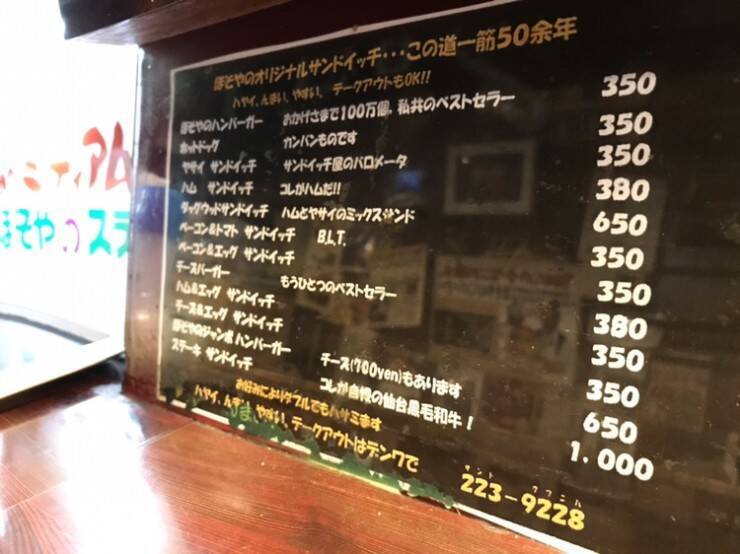 ほそやのオリジナルサンドイッチ・・・この道一筋50余年
ハヤイ、んまい、やすい、テークアウトもOK!!
ほそやのハンバーガー おかげさまで100万個、私共のベストセラー 350
ホットドッグ カンバンものです 350
ヤサイ サンドイッチ サンドイッチ屋のバロメータ 350
ハム サンドイッチ コレがハムだ!! 380
ダッグウッドサンドイッチ ハムとヤサイのミックスサンド 650
ベーコン&トマト サンドイッチ B.L.T. 350
ベーコン&エッグ サンドイッチ 350
チースバーガー もうひとつのベストセラー 380
ハム&エッグ サンドイッチ 350
チース&エッグ サンドイッチ 350
ほそやのジャンボ ハンバーガー チース(700yen)もあります 650
ステーキ サンドイッチ コレが自慢の仙台黒毛和牛! 1.000
お好みによりダブルでもハサミます
ハヤイ、んまい、やすい、テークアウトはデンワで 223-9228
アム
ほそやのステ